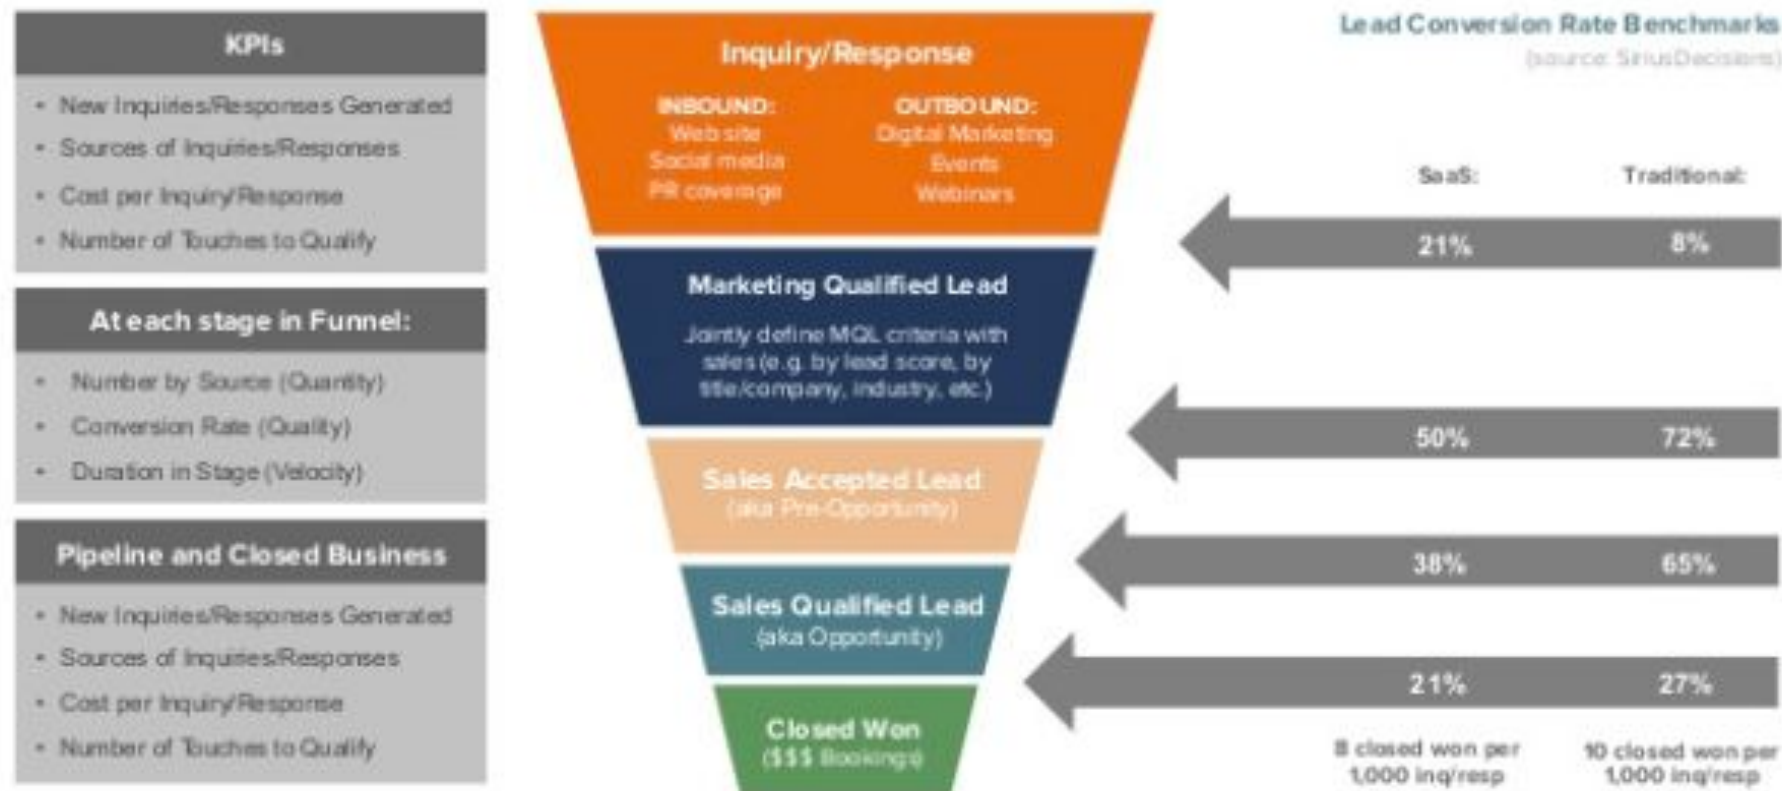 KPIs
• New Inquiries/Responses Generated
• Sources of Inquiries/Responses
• Cost per Inquiry/Response
• Number of Touches to Qualify
At each stage in Funnel:
• Number by Source (Quantity)
• Conversion Rate (Quality)
• Duration in Stage (Velocity)
Pipeline and Closed Business
• New Inquiries/Responses Generated
• Sources of Inquiries/Responses
• Cost per Inquiry/Response
• Number of Touches to Qualify
Inquiry/Response
INBOUND:
Website
Social media
PR coverage
OUTBOUND:
Digital Marketing
Events
Webinars
Marketing Qualified Lead
Jointly define MQL criteria with
sales (e.g. by lead score, by
title/company, industry, etc.)
Sales Accepted Lead
(aka Pre-Opportunity)
Sales Qualified Lead
(aka Opportunity)
Closed Won
($$$ Bookings)
Lead Conversion Rate Benchmarks
(source: SiriusDecisions)
SaaS: Traditional:
21% 8%
50% 72%
38% 65%
21% 27%
8 closed won per
1,000 inq/resp
10 closed won per
1,000 inq/resp